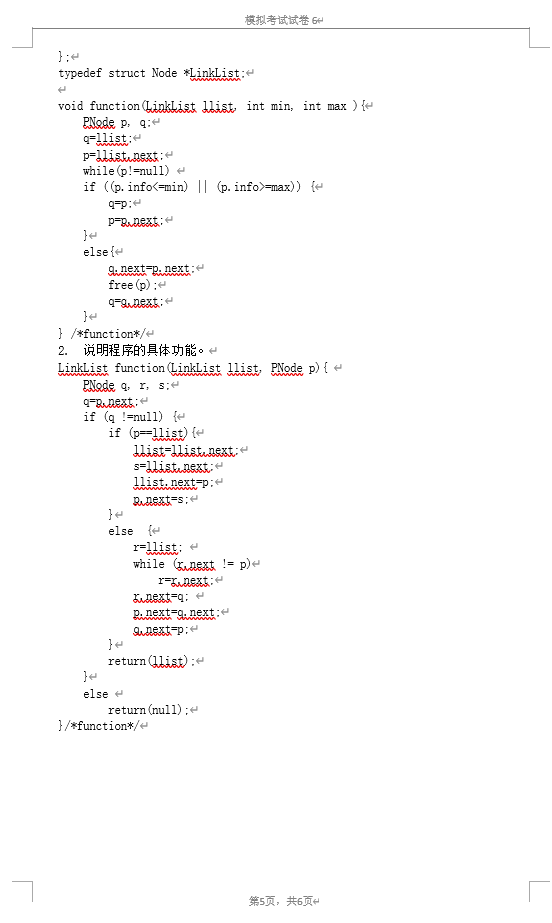 模拟考试试卷 6
};
typedef struct Node *LinkList;
void function(LinkList llist, int min, int max ){
PNode p, q;
q=llist;
p=llist.next;
while(p!=null)
if ((p.info<=min) || (p.info>=max)) {
q=p;
p=p.next;
}
else{
q.next=p.next;
free(p);
q=q.next;
}
} /*function*/
2. 说明程序的具体功能。
LinkList function(LinkList llist, PNode p){
PNode q, r, s;
q=p.next;
if (q !=null) {
if (p==llist){
llist=llist.next;
s=llist.next;
llist.next=p;
p.next=s;
}
else {
r=llist;
while (r.next != p)
r=r.next;
r.next=q;
p.next=q.next;
q.next=p;
}
return(llist);
}
else
return(null);
}/*function*/
第5页，共6页